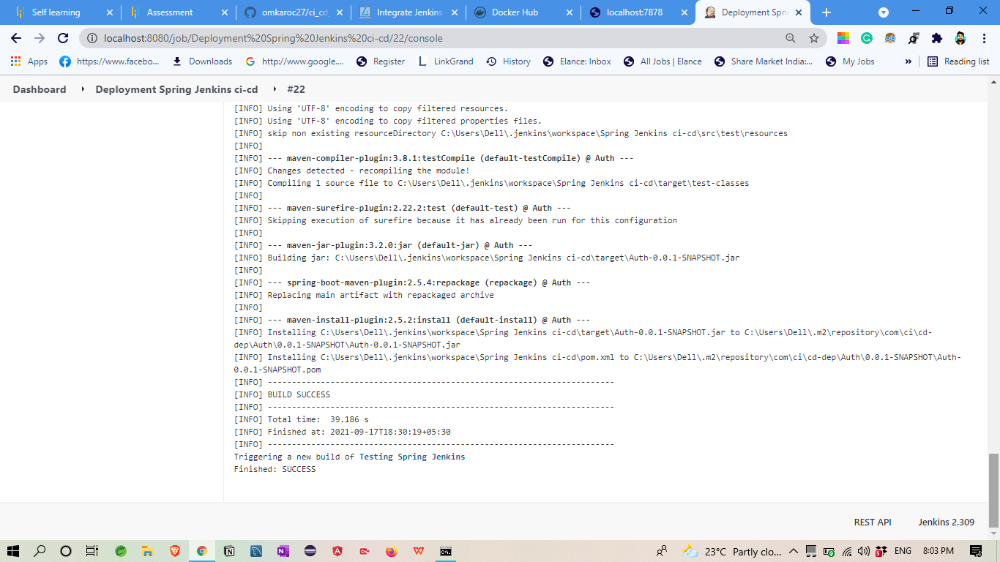 Self learning
Assessment
omkaroc27/ci_cd
Integrate Jenkins
Docker Hub
localhost:7878
Deployment Spri
localhost:8080/job/Deployment%20Spring%20Jenkins%20ci-cd/22/console
Apps
https://www.facebo...
Downloads
http://www.google....
Register
LinkGrand
History
Elance: Inbox
All Jobs | Elance
Share Market India:...
My Jobs
»
Reading list
Dashboard
Deployment Spring Jenkins ci-cd
#22
[INFO] Using 'UTF-8' encoding to copy filtered resources.
[INFO] Using 'UTF-8' encoding to copy filtered properties files.
[INFO] skip non existing resourceDirectory C:\Users\Dell\.jenkins\workspace\Spring Jenkins ci-cd\src\test\resources
[INFO]
[INFO] --- maven-compiler-plugin:3.8.1:testCompile (default-testCompile) @ Auth ---
[INFO] Changes detected - recompiling the module!
[INFO] Compiling 1 source file to C:\Users\Dell\.jenkins\workspace\Spring Jenkins ci-cd\target\test-classes
[INFO]
[INFO] --- maven-surefire-plugin:2.22.2:test (default-test) @ Auth ---
[INFO] Skipping execution of surefire because it has already been run for this configuration
[INFO]
[INFO] --- maven-jar-plugin:3.2.0:jar (default-jar) @ Auth ---
[INFO] Building jar: C:\Users\Dell\.jenkins\workspace\Spring Jenkins ci-cd\target\Auth-0.0.1-SNAPSHOT.jar
[INFO]
[INFO] --- spring-boot-maven-plugin:2.5.4:repackage (repackage) @ Auth ---
[INFO] Replacing main artifact with repackaged archive
[INFO]
[INFO] --- maven-install-plugin:2.5.2:install (default-install) @ Auth ---
[INFO] Installing C:\Users\Dell\.jenkins\workspace\Spring Jenkins ci-cd\target\Auth-0.0.1-SNAPSHOT.jar to C:\Users\Dell\.m2\repository\com\ci\cd-
dep\Auth\0.0.1-SNAPSHOT\Auth-0.0.1-SNAPSHOT.jar
[INFO] Installing C:\Users\Dell\.jenkins\workspace\Spring Jenkins ci-cd\pom.xml to C:\Users\Dell\.m2\repository\com\ci\cd-dep\Auth\0.0.1-SNAPSHOT\Auth-
0.0.1-SNAPSHOT.pom
[INFO] ------------------------------------------------------------------------
[INFO] BUILD SUCCESS
[INFO] ------------------------------------------------------------------------
[INFO] Total time:  39.186 s
[INFO] Finished at: 2021-09-17T18:30:19+05:30
[INFO] ------------------------------------------------------------------------
Triggering a new build of Testing Spring Jenkins
Finished: SUCCESS
REST API
Jenkins 2.309
23°C Partly clo...
ENG
8:03 PM